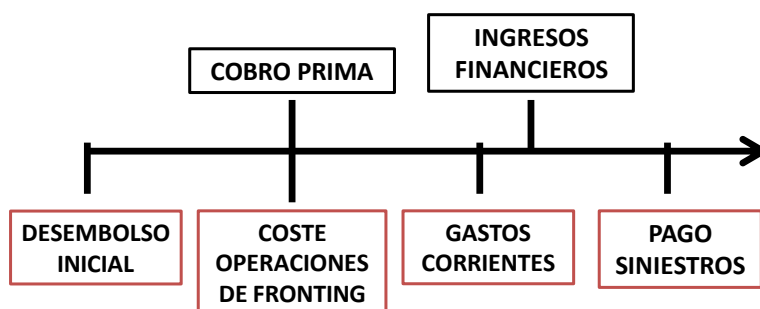 COBRO PRIMA
INGRESOS
FINANCIEROS
DESEMBOLSO
INICIAL
COSTE
OPERACIONES
DE FRONTING
GASTOS
CORRIENTES
PAGO
SINIESTROS